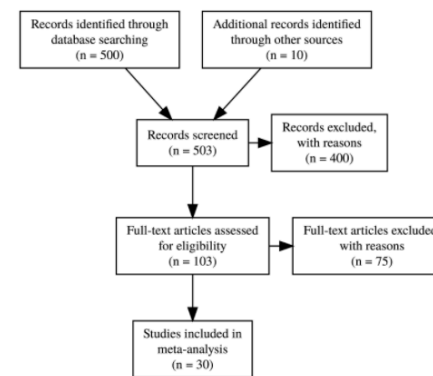 Records identified through
database searching
(n = 500)
Additional records identified
through other sources
(n = 10)
Records screened
(n = 503)
Records excluded,
with reasons
(n = 400)
Full-text articles assessed
for eligibility
(n = 103)
Full-text articles excluded
with reasons
(n = 75)
Studies included in
meta-analysis
(n = 30)